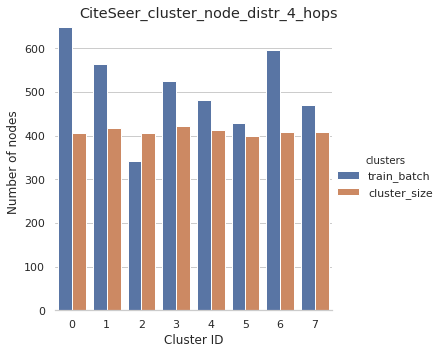 CiteSeer_cluster_node_distr_4_hops
Number of nodes
600
500
400
300
200
100
0
0 1 2 3 4 5 6 7
Cluster ID
clusters
train_batch
cluster_size